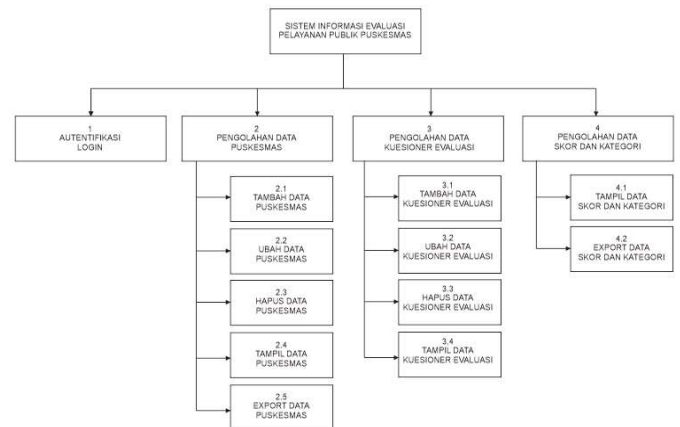 SISTEM INFORMASI EVALUASI
PELAYANAN PUBLIK PUSKESMAS
1
AUTENTIFIKASI
LOGIN
2
PENGOLAHAN DATA
PUSKESMAS
3
PENGOLAHAN DATA
KUESIONER EVALUASI
4
PENGOLAHAN DATA
SKOR DAN KATEGORI
2.1
TAMBAH DATA
PUSKESMAS
2.2
UBAH DATA
PUSKESMAS
2.3
HAPUS DATA
PUSKESMAS
2.4
TAMPIL DATA
PUSKESMAS
2.5
EXPORT DATA
PUSKESMAS
3.1
TAMBAH DATA
KUESIONER EVALUASI
3.2
UBAH DATA
KUESIONER EVALUASI
3.3
HAPUS DATA
KUESIONER EVALUASI
3.4
TAMPIL DATA
KUESIONER EVALUASI
4.1
TAMPIL DATA
SKOR DAN KATEGORI
4.2
EXPORT DATA
SKOR DAN KATEGORI